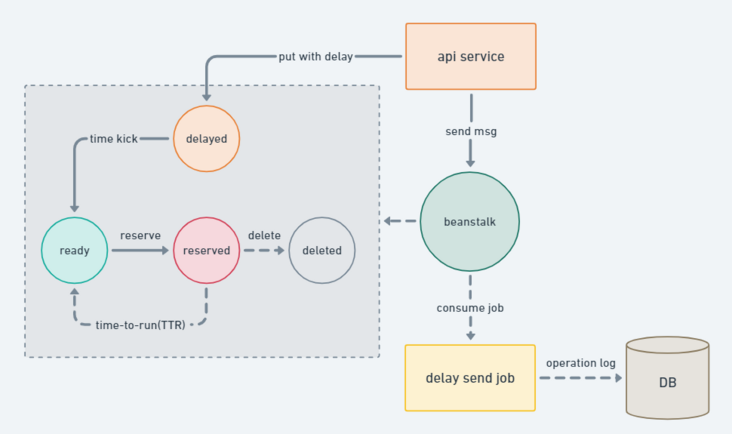 put with delay
api service
time kick
delayed
send msg
ready
reserve
reserved
delete
deleted
beanstalk
time-to-run(TTR)
consume job
delay send job
operation log
DB